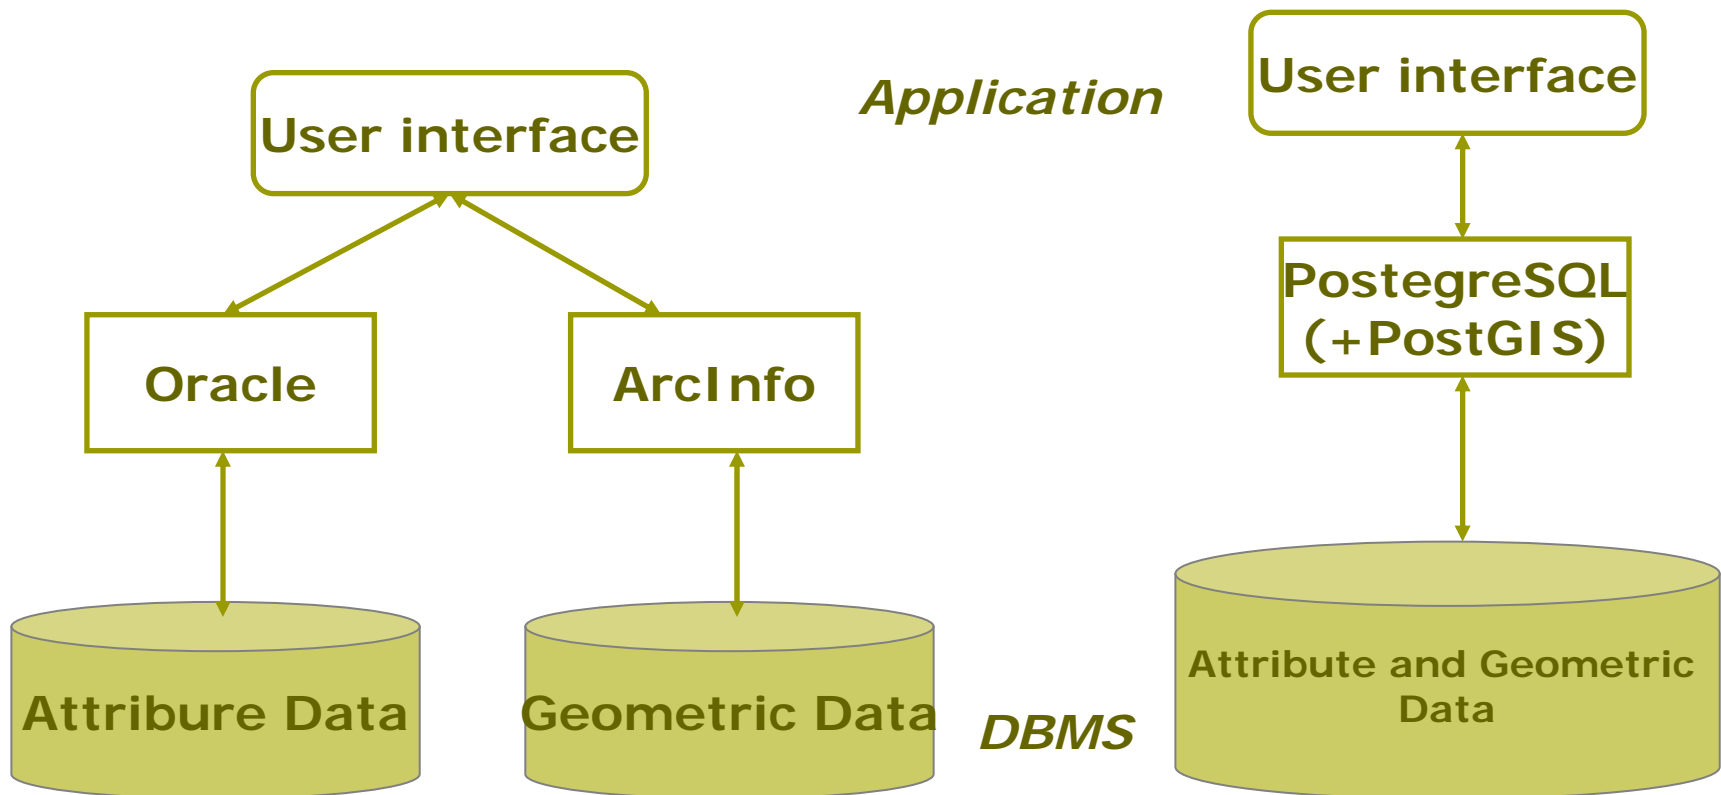 User interface
Application
User interface
Oracle
ArcInfo
PostegreSQL
(+PostGIS)
Attribure Data
Geometric Data
DBMS
Attribute and Geometric
Data